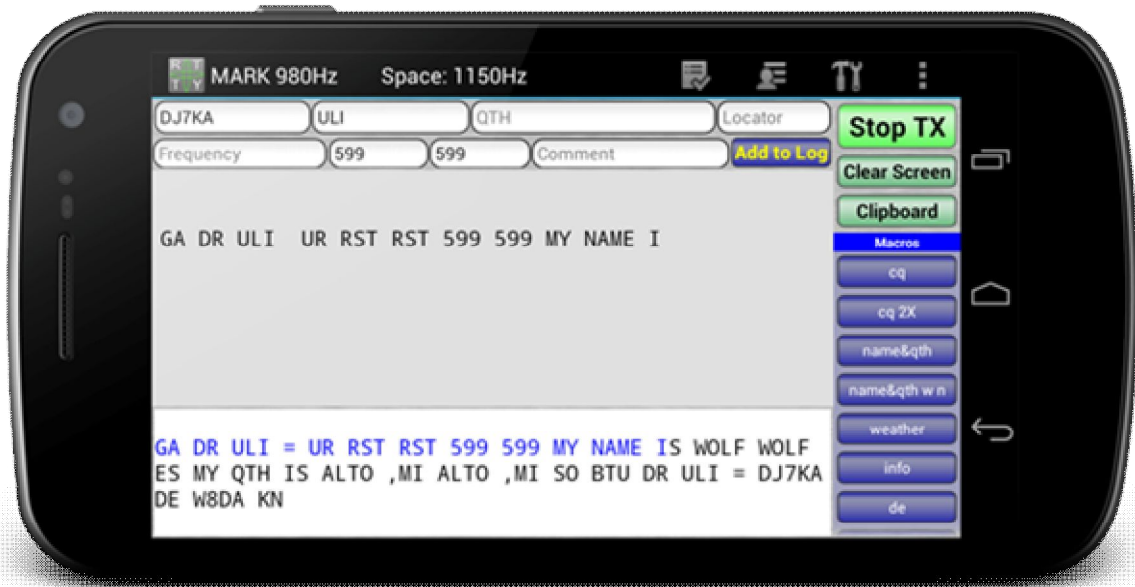 RT TY MARK 980Hz Space: 1150Hz
DJ7KA ULI QTH Locator
Frequency 599 599 Comment Add to Log
Stop TX
Clear Screen
Clipboard
Macros
cq
cq 2X
name&qth
name&qth w n
weather
info
de
GA DR ULI UR RST RST 599 599 MY NAME I
GA DR ULI = UR RST RST 599 599 MY NAME IS WOLF WOLF
ES MY QTH IS ALTO ,MI ALTO ,MI SO BTU DR ULI = DJ7KA
DE W8DA KN